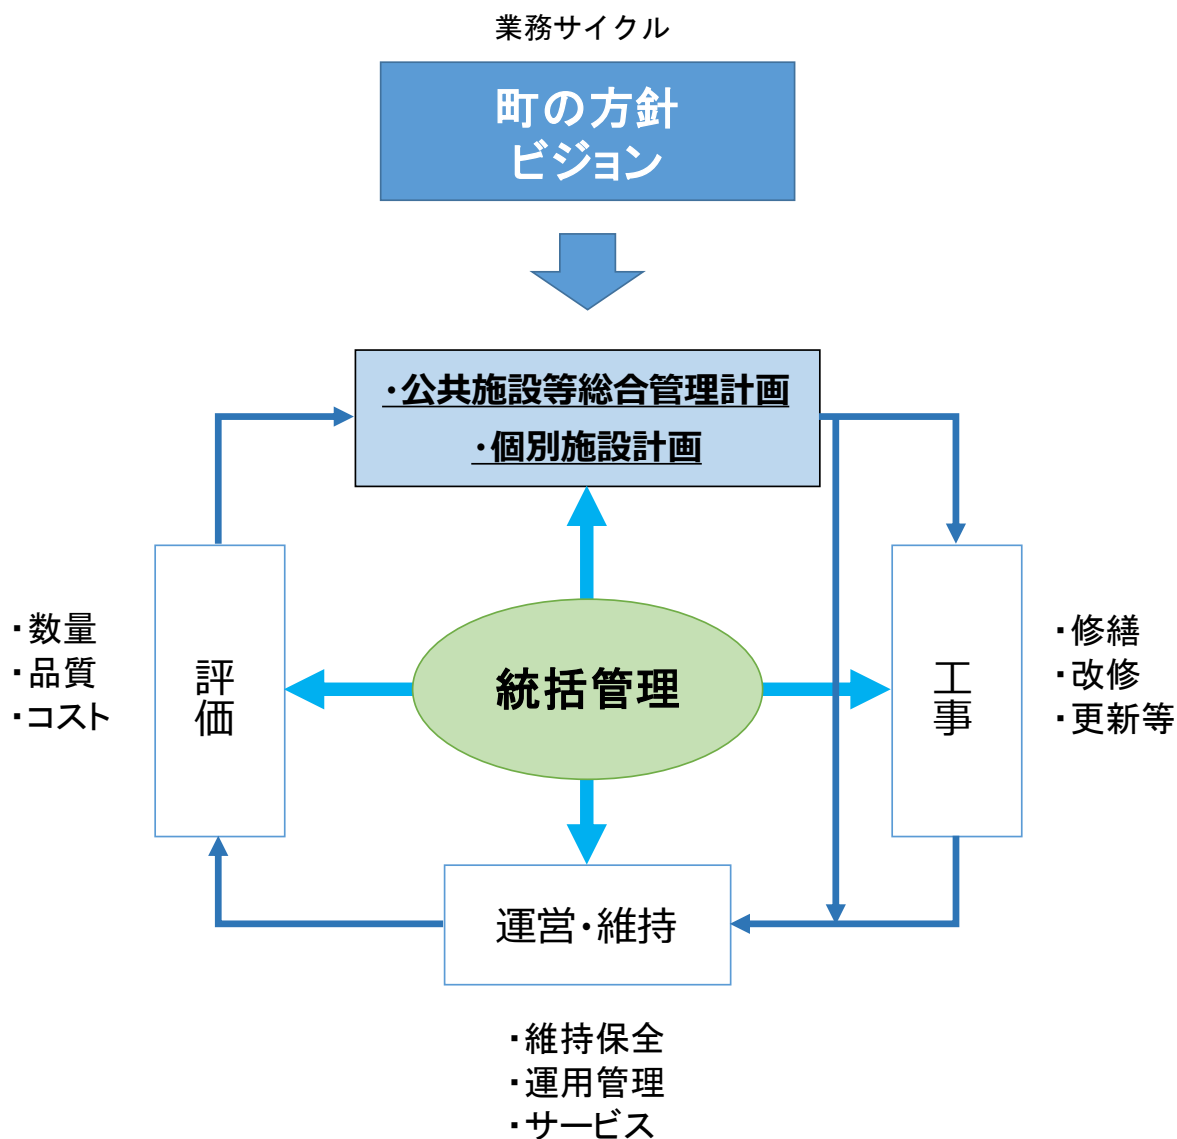 業務サイクル
町の方針
ビジョン
・公共施設等総合管理計画
・個別施設計画
・数量
・品質
・コスト
評価
統括管理
工事
・修繕
・改修
・更新等
運営・維持
・維持保全
・運用管理
・サービス